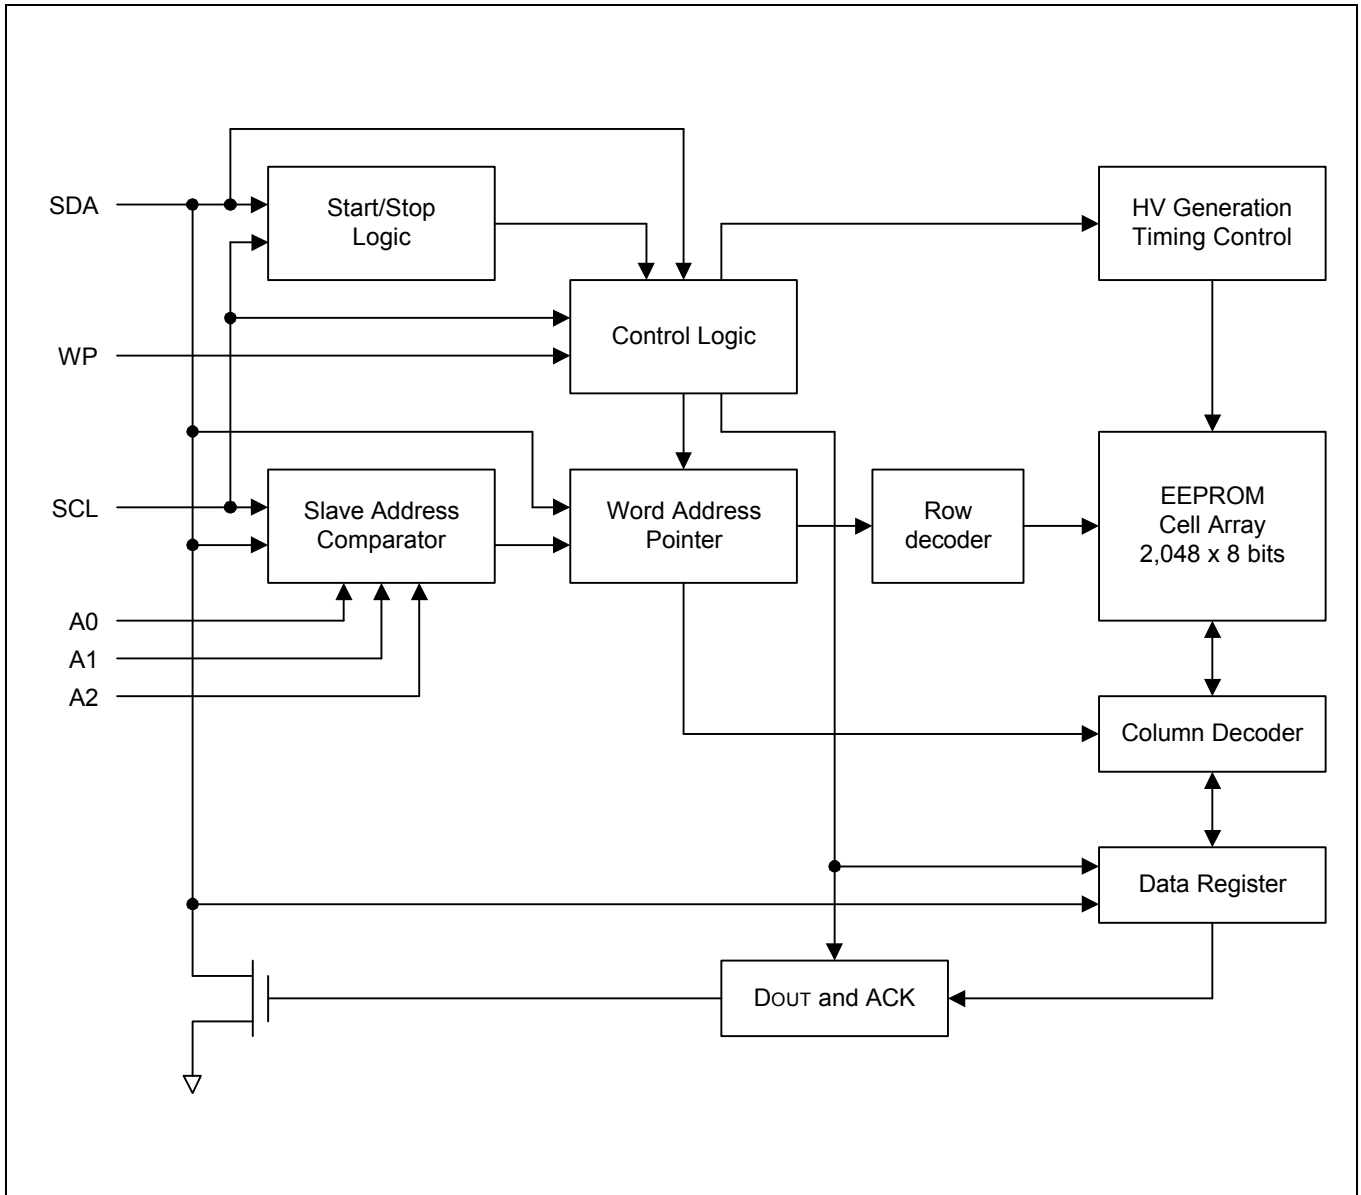 SDA
Start/Stop
Logic
HV Generation
Timing Control
Control Logic
WP
SCL
Slave Address
Comparator
Word Address
Pointer
Row
decoder
EEPROM
Cell Array
2,048 x 8 bits
A0
A1
A2
Column Decoder
Data Register
DOUT and ACK